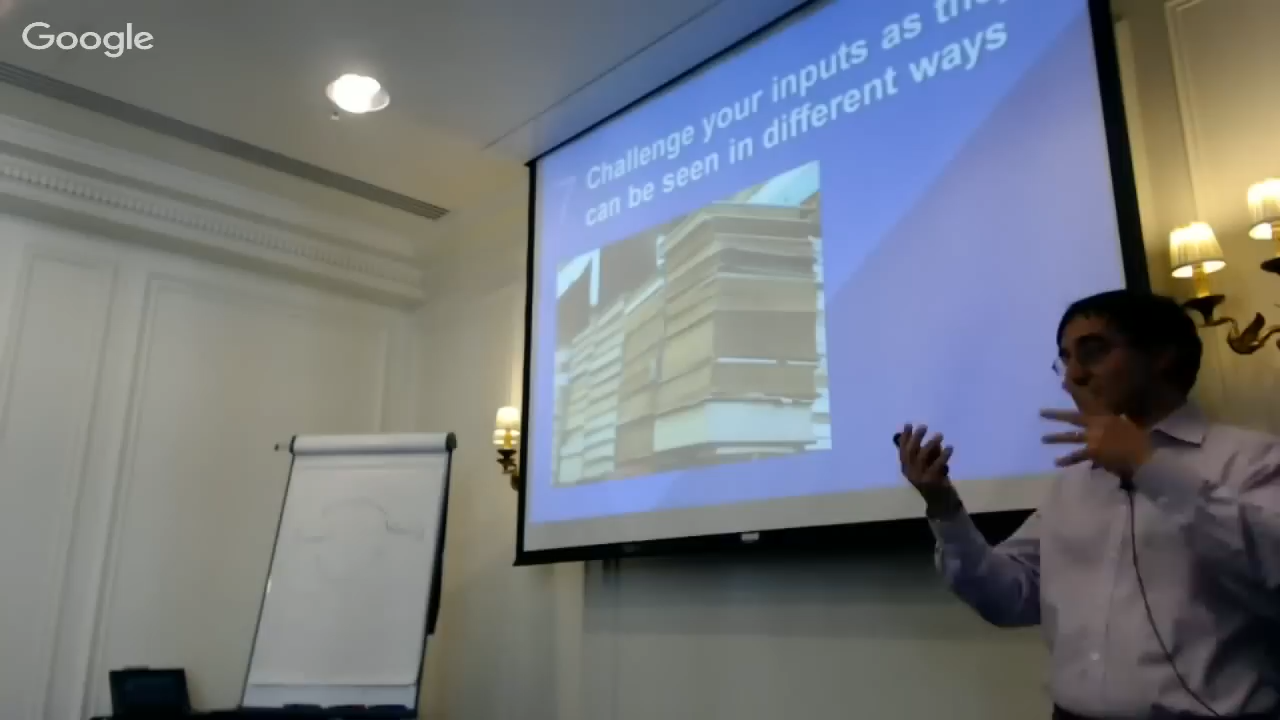 Google
Challenge your inputs as they
can be seen in different ways